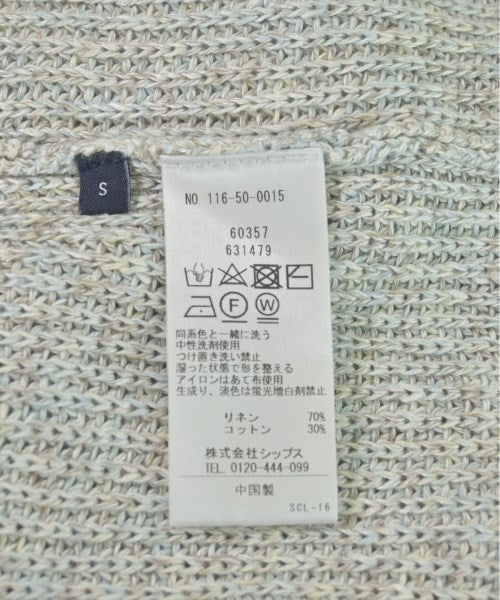 S
NO. 116-50-0015
60357
631479
F
W
同系色と一緒に洗う
中性洗剤使用
つけ置き洗い禁止
湿った状態で形を整える
アイロンはあて布使用
生成り、淡色は蛍光増白剤禁止
リネン 70%
コットン 30%
株式会社シップス
TEL. 0120-444-099
中国製
SCL-16